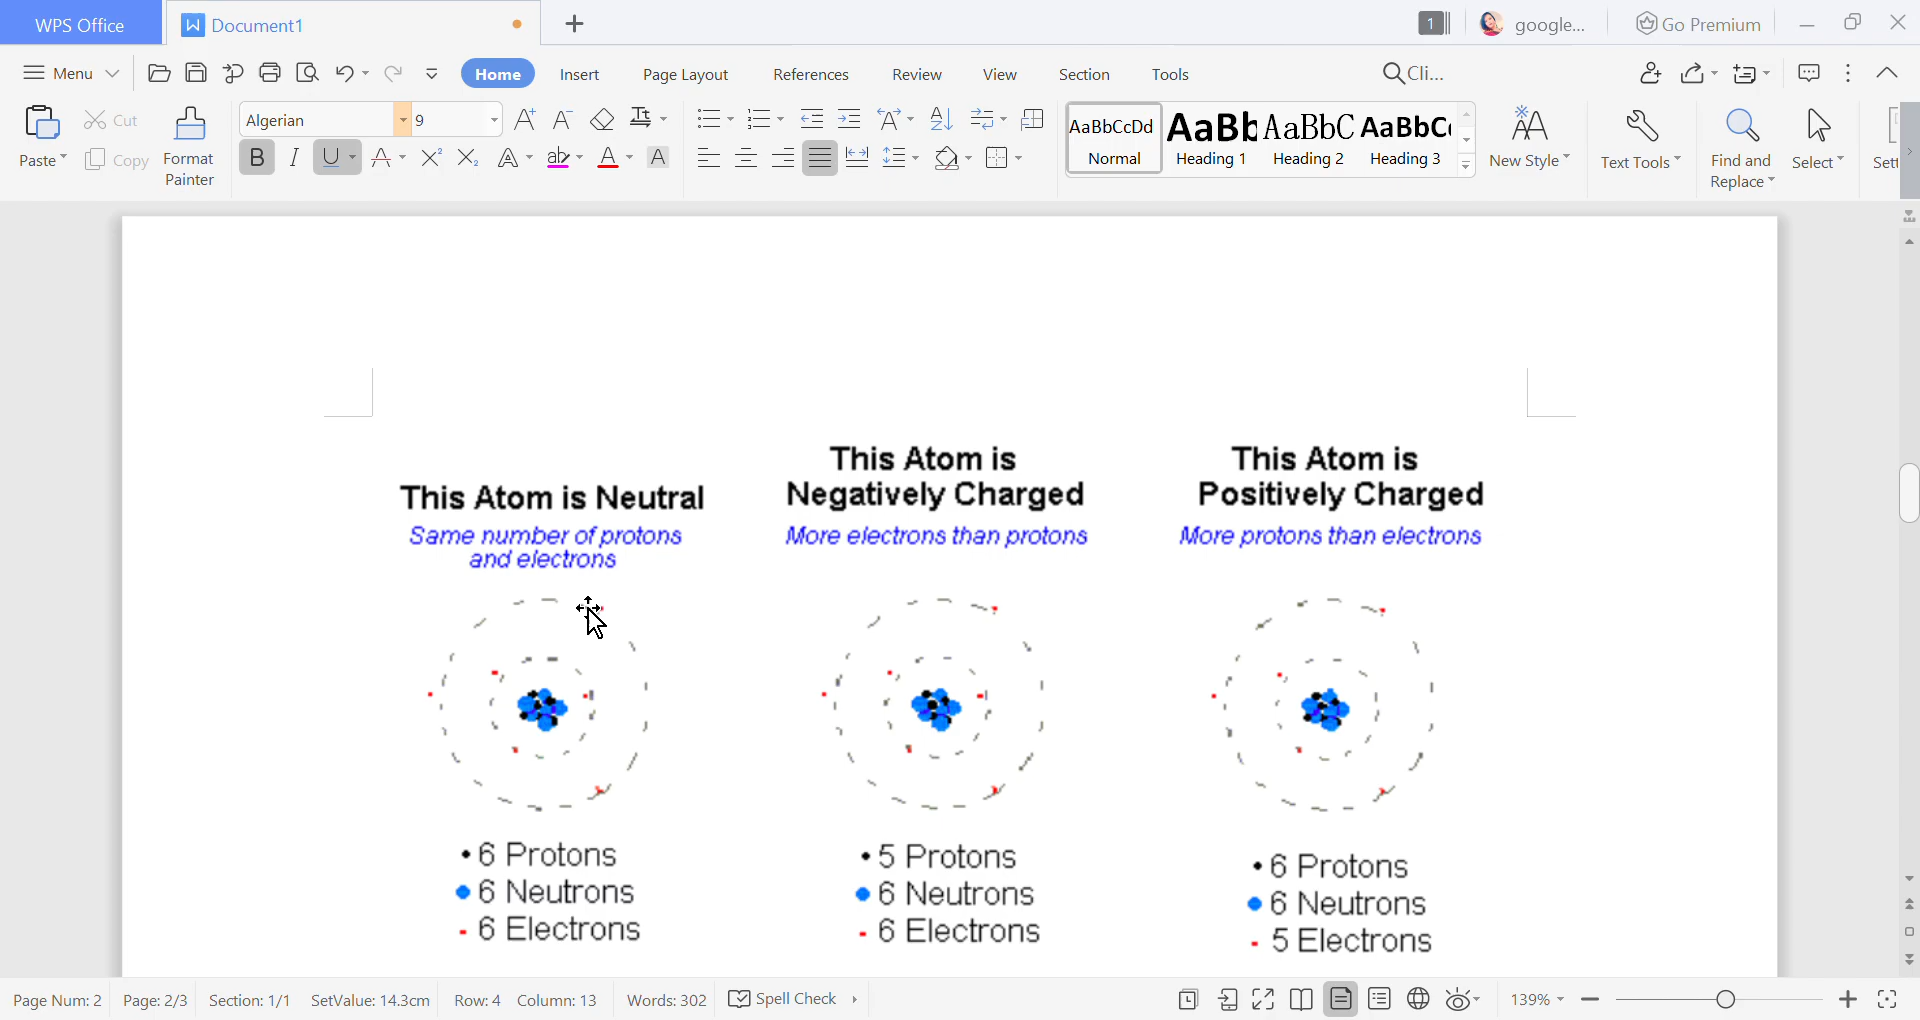 WPS Office
Document1
1
google...
Go Premium
Menu
Home
Insert
Page Layout
References
Review
View
Section
Tools
Cli...
Paste
Cut
Copy
Format
Painter
Algerian
9
AaBbCcDd
Normal
AaBb
Heading 1
AaBbC
Heading 2
AaBbC
Heading 3
New Style
Text Tools
Find and
Replace
Select
Sett
This Atom is Neutral
Same number of protons
and electrons
6 Protons
6 Neutrons
6 Electrons
This Atom is
Negatively Charged
More electrons than protons
5 Protons
6 Neutrons
6 Electrons
This Atom is
Positively Charged
More protons than electrons
6 Protons
6 Neutrons
5 Electrons
Page Num: 2
Page: 2/3
Section: 1/1
SetValue: 14.3cm
Row: 4
Column: 13
Words: 302
Spell Check
139%